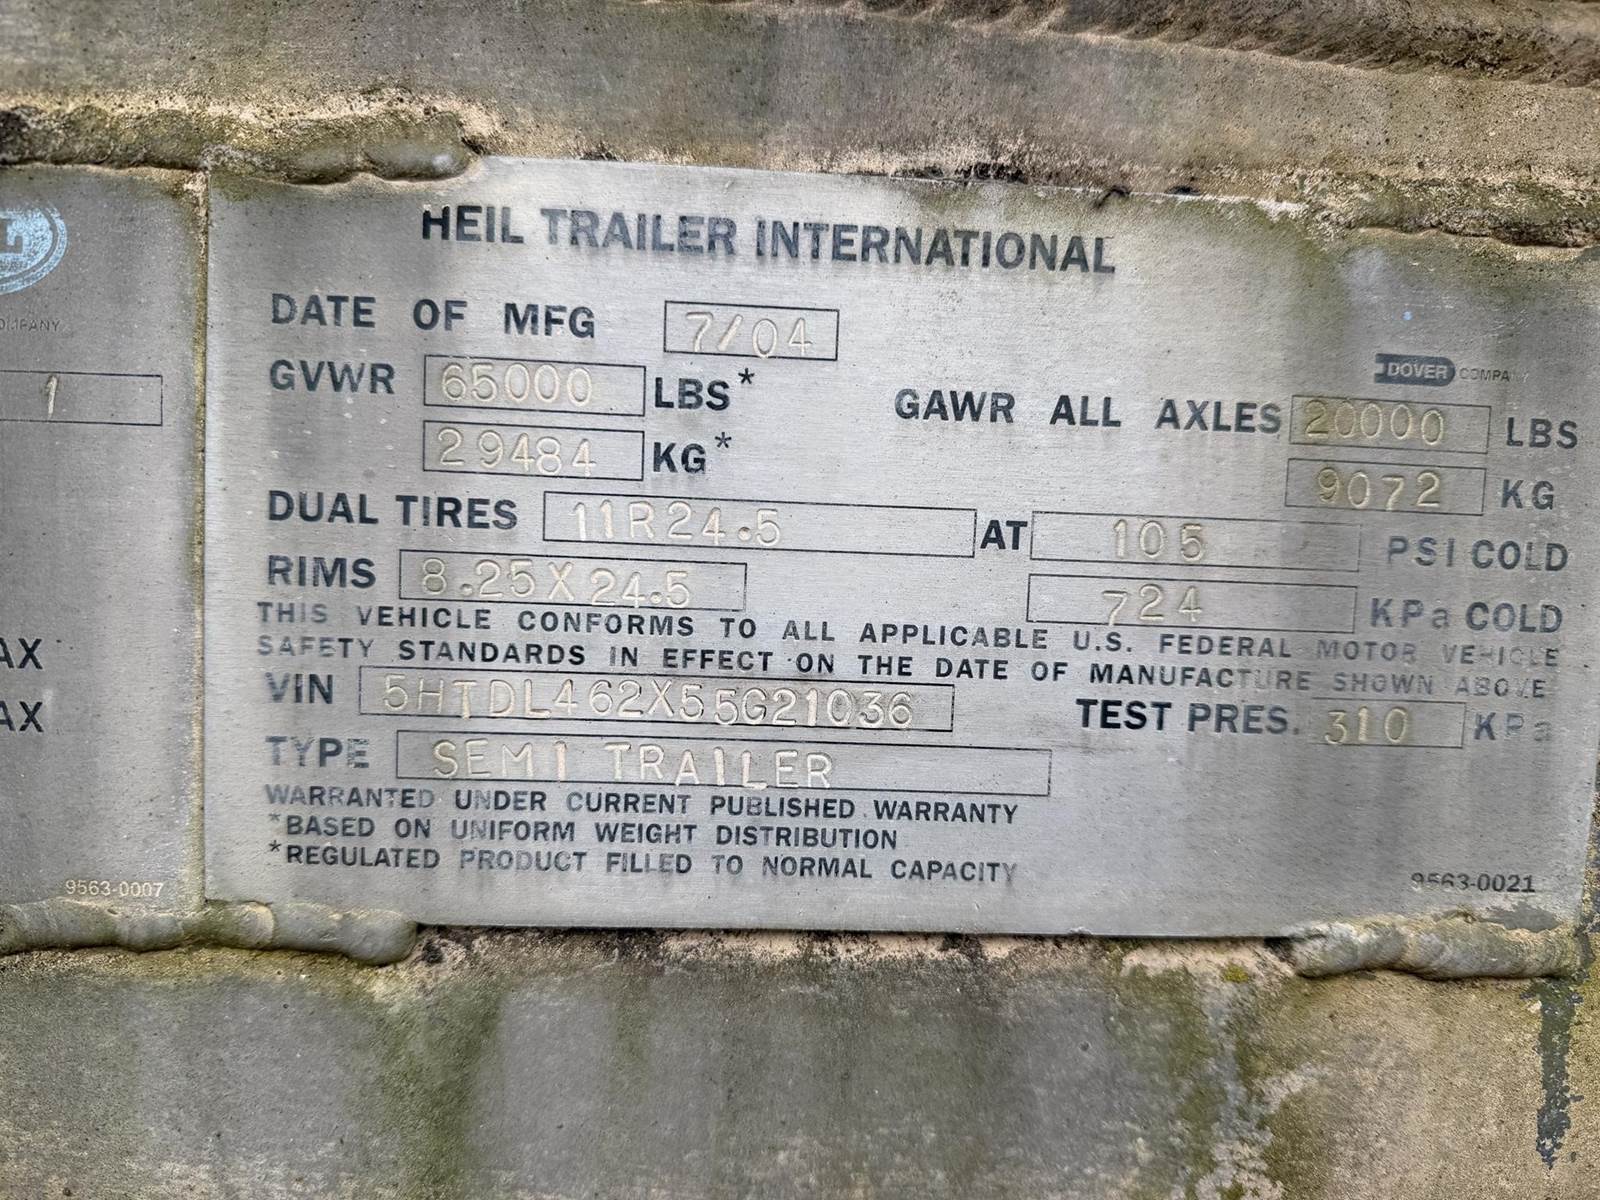 L
COMPANY
1
AX
AX
9563-0007
HEIL TRAILER INTERNATIONAL
DATE OF MFG 7/04
DOVER COMPANY
GVWR 65000 LBS* GAWR ALL AXLES 20000 LBS
29484 KG* 9072 KG
DUAL TIRES 11R24.5 AT 105 PSI COLD
RIMS 8.25X24.5 724 KPa COLD
THIS VEHICLE CONFORMS TO ALL APPLICABLE U.S. FEDERAL MOTOR VEHICLE
SAFETY STANDARDS IN EFFECT ON THE DATE OF MANUFACTURE SHOWN ABOVE
VIN 5HTDL462X55G21036 TEST PRES. 310 KPa
TYPE SEMI TRAILER
WARRANTED UNDER CURRENT PUBLISHED WARRANTY
*BASED ON UNIFORM WEIGHT DISTRIBUTION
*REGULATED PRODUCT FILLED TO NORMAL CAPACITY
9563-0021